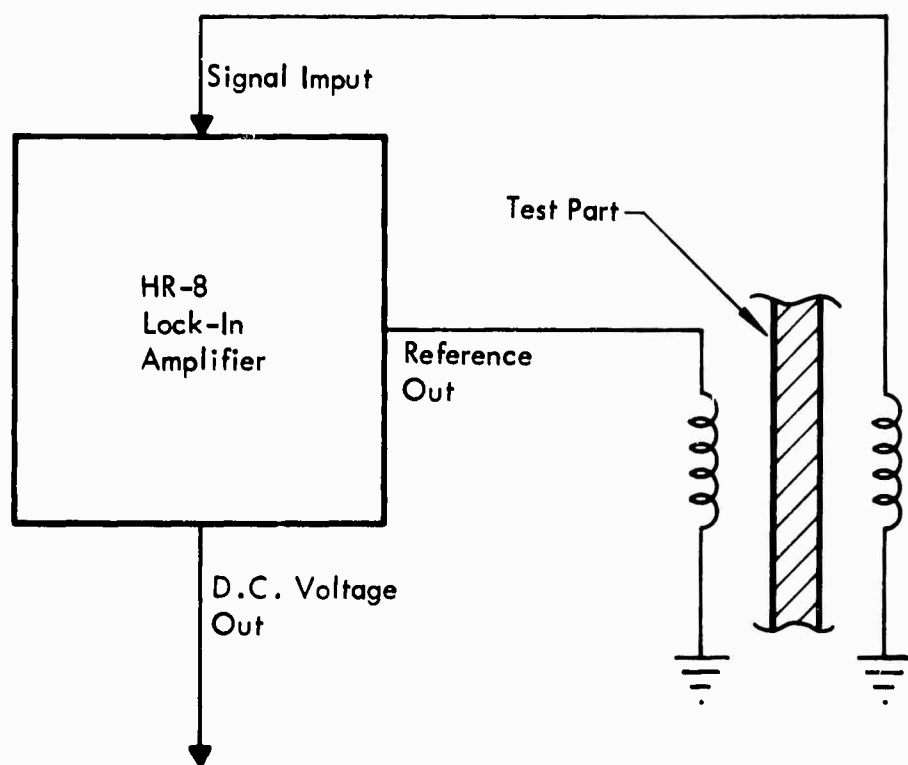 Signal Imput
Test Part
HR-8
Lock-In
Amplifier
Reference
Out
D.C. Voltage
Out